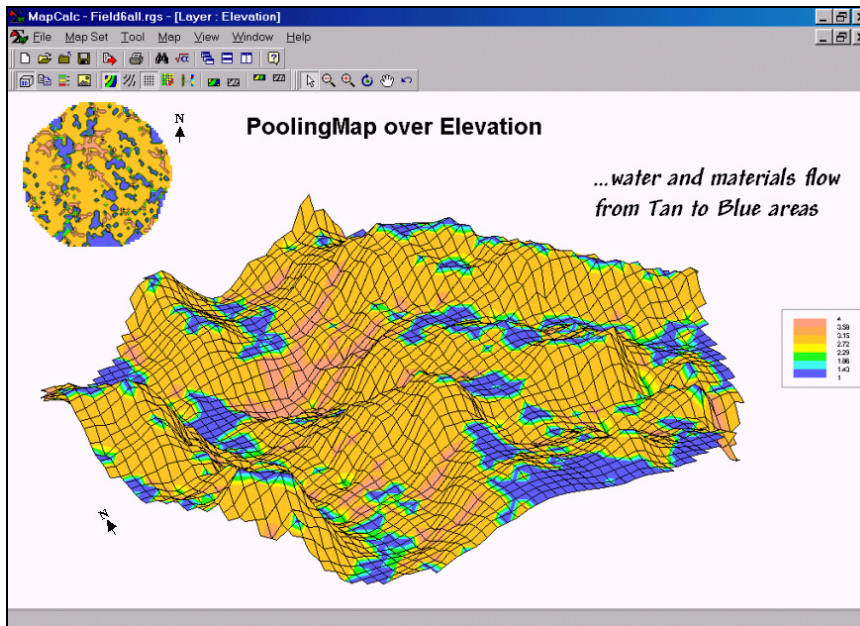 MapCalc - Field6all.rgs - [Layer : Elevation]
File Map Set Tool Map View Window Help
N
PoolingMap over Elevation
...water and materials flow
from Tan to Blue areas
4
3.58
3.15
2.72
2.29
1.86
1.43
1
N